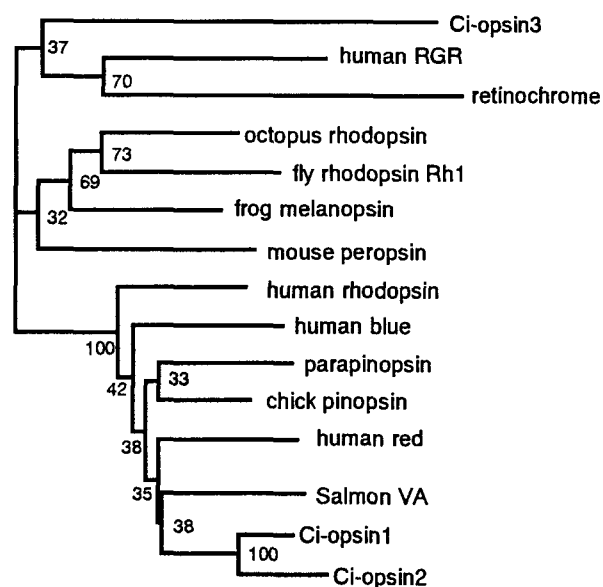 Ci-opsin3
37
human RGR
70
retinochrome
octopus rhodopsin
73
fly rhodopsin Rh1
69
frog melanopsin
32
mouse peropsin
human rhodopsin
human blue
100
parapinopsin
33
42
chick pinopsin
human red
38
35
Salmon VA
38
Ci-opsin1
100
Ci-opsin2